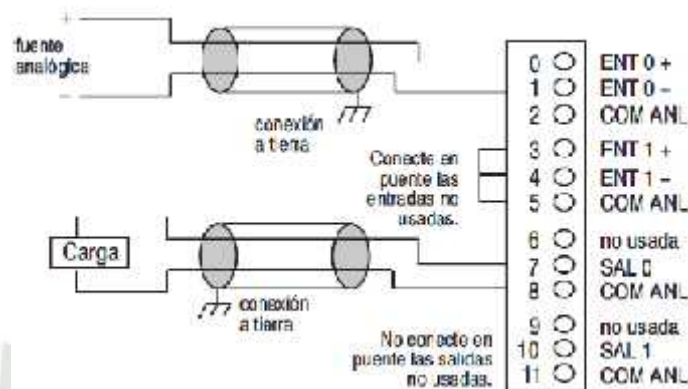 +
fuente
analógica
−
conexión
a tierra
Conecte en
puente las
entradas no
usadas.
Carga
conexión
a tierra
No conecte en
puente las salidas
no usadas.
0 ENT 0 +
1 ENT 0 –
2 COM ANL
3 ENT 1 +
4 ENT 1 –
5 COM ANL
6 no usada
7 SAL 0
8 COM ANL
9 no usada
10 SAL 1
11 COM ANL